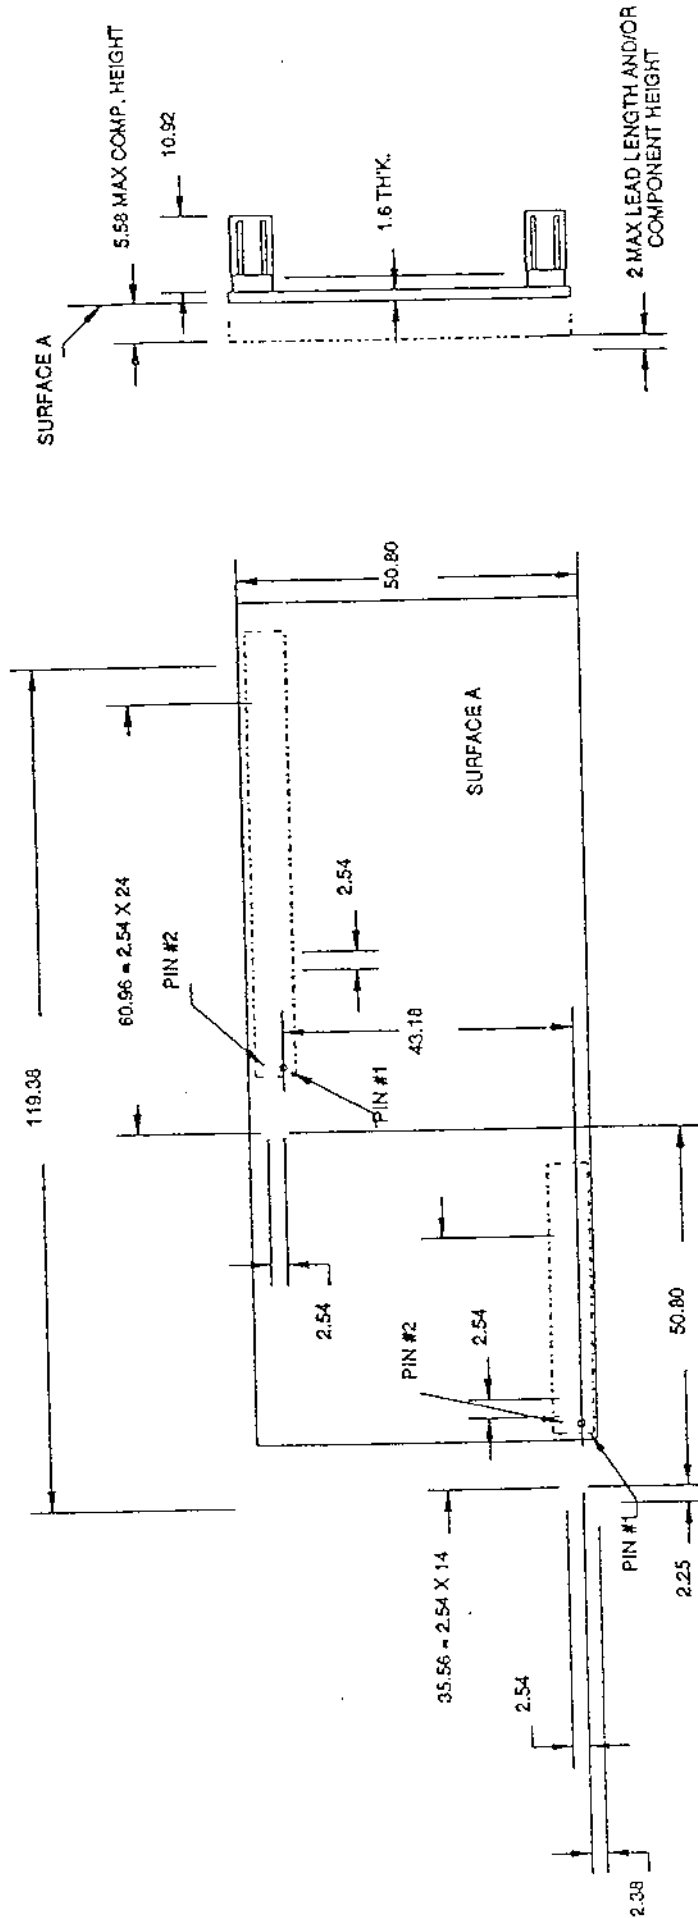 119.38
60.96 = 2.54 X 24
PIN #2
2.54
PIN #1
43.18
2.54
50.80
SURFACE A
35.56 = 2.54 X 14
PIN #2
2.54
2.54
PIN #1
2.38
2.25
50.80
SURFACE A
5.58 MAX COMP. HEIGHT
10.92
1.6 TH'K.
2 MAX LEAD LENGTH AND/OR
COMPONENT HEIGHT